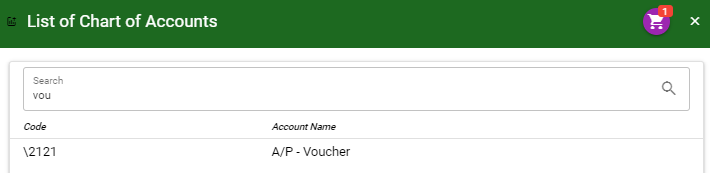 List of Chart of Accounts
1
Search
vou
Code Account Name
\2121 A/P - Voucher